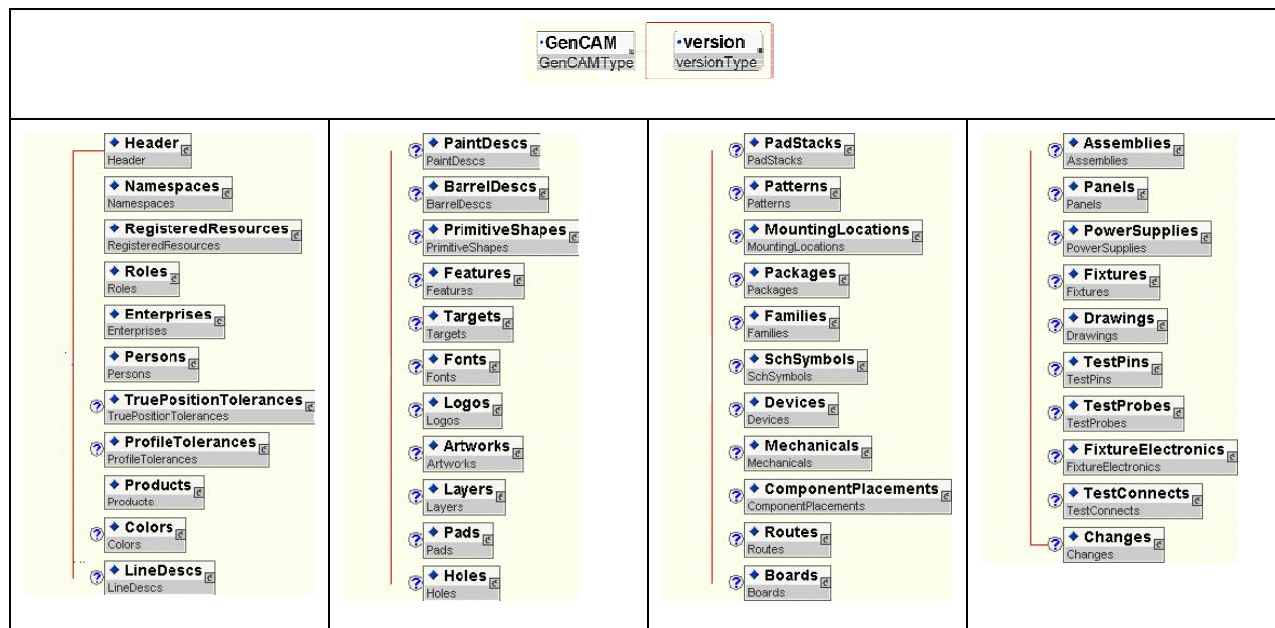 GenCAM
GenCAMType
version
versionType
Header
Header
Namespaces
Namespaces
RegisteredResources
RegisteredResources
Roles
Roles
Enterprises
Enterprises
Persons
Persons
? TruePositionTolerances
TruePositionTolerances
? ProfileTolerances
ProfileTolerances
Products
Products
? Colors
Colors
? LineDescs
LineDescs
? PaintDescs
PaintDescs
? BarrelDescs
BarrelDescs
? PrimitiveShapes
PrimitiveShapes
? Features
Features
? Targets
Targets
? Fonts
Fonts
? Logos
Logos
? Artworks
Artworks
? Layers
Layers
? Pads
Pads
? Holes
Holes
? PadStacks
PadStacks
? Patterns
Patterns
? MountingLocations
MountingLocations
? Packages
Packages
? Families
Families
? SchSymbols
SchSymbols
? Devices
Devices
? Mechanicals
Mechanicals
? ComponentPlacements
ComponentPlacements
? Routes
Routes
? Boards
Boards
? Assemblies
Assemblies
? Panels
Panels
? PowerSupplies
PowerSupplies
? Fixtures
Fixtures
? Drawings
Drawings
? TestPins
TestPins
? TestProbes
TestProbes
? FixtureElectronics
FixtureElectronics
? TestConnects
TestConnects
? Changes
Changes